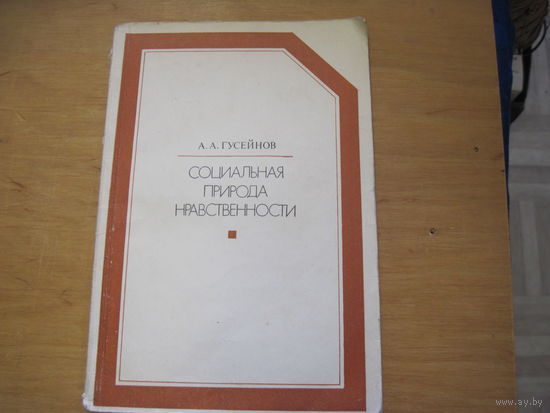 А. А. ГУСЕЙНОВ
СОЦИАЛЬНАЯ
ПРИРОДА
НРАВСТВЕННОСТИ
www.ay.by